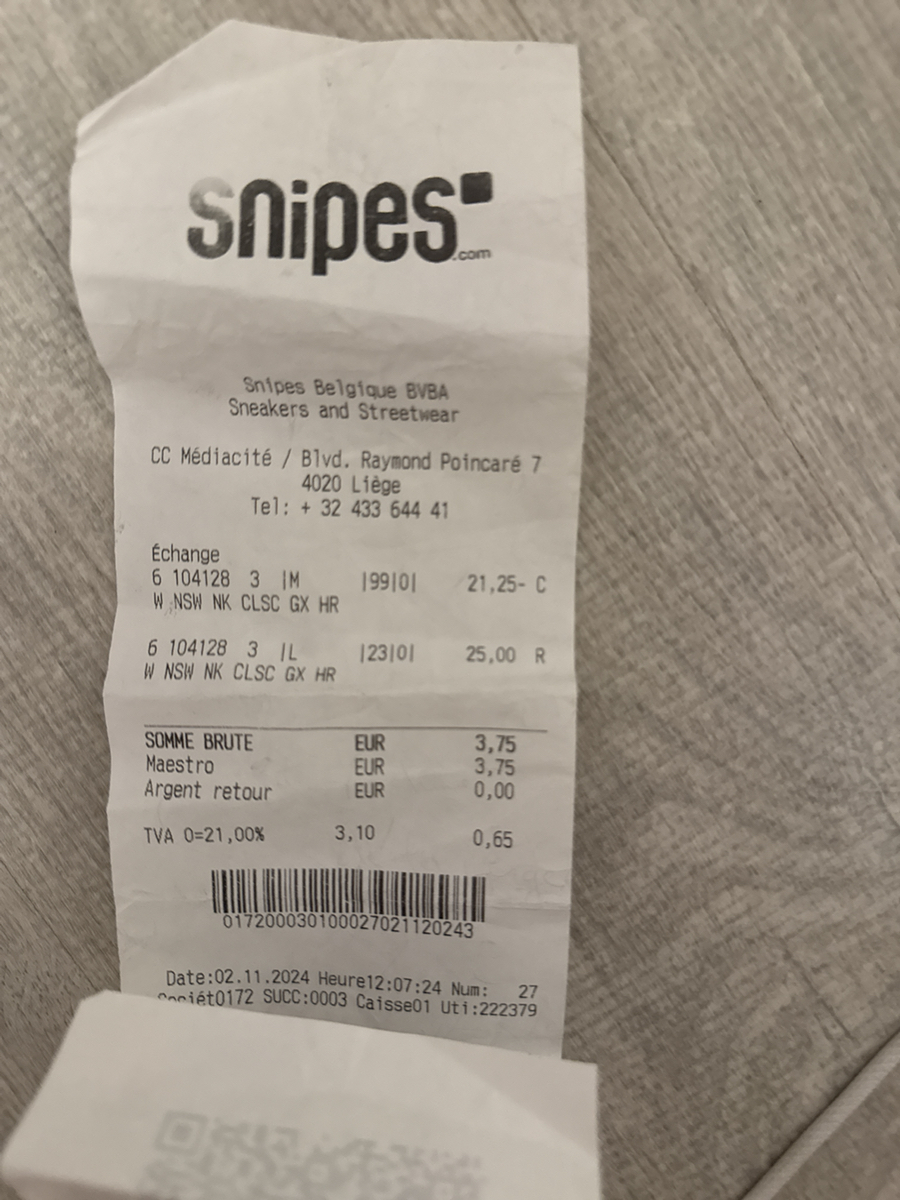 snipes
.com
Snipes Belgique BVBA
Sneakers and Streetwear
CC Médiacité / Blvd. Raymond Poincaré 7
4020 Liège
Tel: + 32 433 644 41
Échange
6 104128 3 |M |99|0| 21,25- C
W NSW NK CLSC GX HR
6 104128 3 |L |23|0| 25,00 R
W NSW NK CLSC GX HR
SOMME BRUTE EUR 3,75
Maestro EUR 3,75
Argent retour EUR 0,00
TVA 0=21,00% 3,10 0,65
017200030100027021120243
Date:02.11.2024 Heure12:07:24 Num: 27
Sociét0172 SUCC:0003 Caisse01 Uti:222379